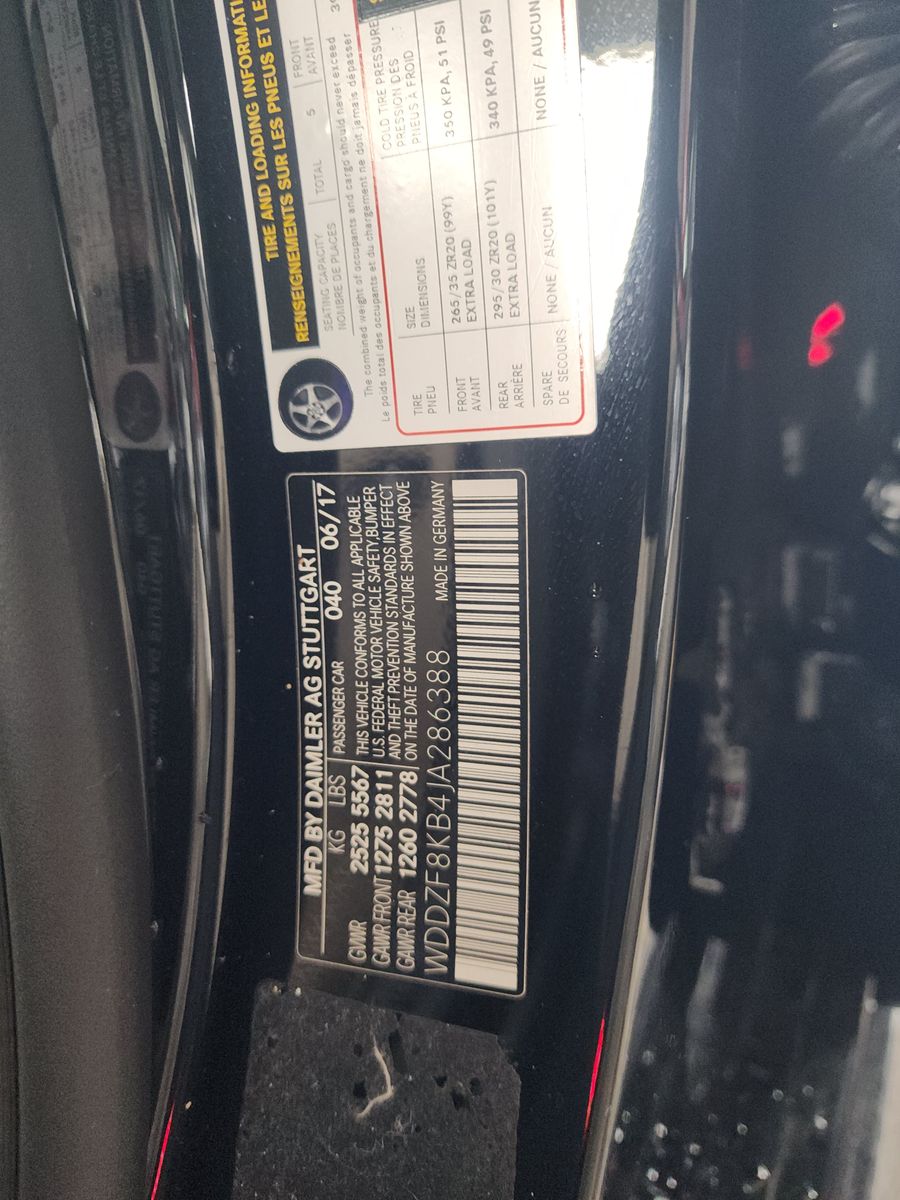 TIRE AND LOADING INFORMATI
RENSEIGNEMENTS SUR LES PNEUS ET LE
SEATING CAPACITY
NOMBRE DE PLACES
TOTAL 5
FRONT
AVANT
The combined weight of occupants and cargo should never exceed
Le poids total des occupants et du chargement ne doit jamais dépasser
TIRE
PNEU
SIZE
DIMENSIONS
COLD TIRE PRESSURE
PRESSION DES
PNEUS À FROID
FRONT
AVANT
265/35 ZR20 (99Y)
EXTRA LOAD
350 KPA, 51 PSI
REAR
ARRIÈRE
295/30 ZR20 (101Y)
EXTRA LOAD
340 KPA, 49 PSI
SPARE
DE SECOURS
NONE / AUCUN
NONE / AUCUN
MFD BY DAIMLER AG STUTTGART
KG LBS PASSENGER CAR 040 06/17
GVWR 2525 5567 THIS VEHICLE CONFORMS TO ALL APPLICABLE
GAWR FRONT 1275 2811 U.S. FEDERAL MOTOR VEHICLE SAFETY,BUMPER
AND THEFT PREVENTION STANDARDS IN EFFECT
GAWR REAR 1260 2778 ON THE DATE OF MANUFACTURE SHOWN ABOVE
WDDZF8KB4JA286388 MADE IN GERMANY